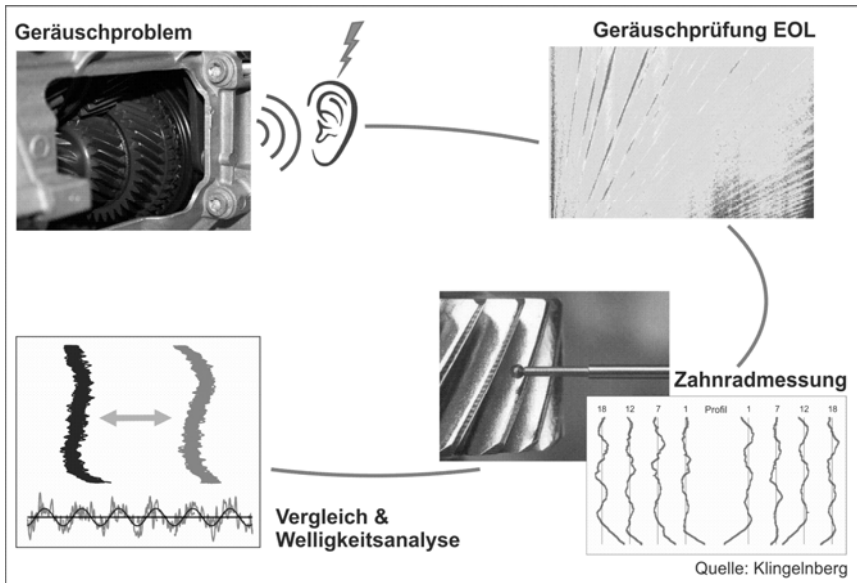 Geräuschproblem
Geräuschprüfung EOL
Zahnradmessung
18 12 7 1 Profil 1 7 12 18
Vergleich &
Welligkeitsanalyse
Quelle: Klingelnberg